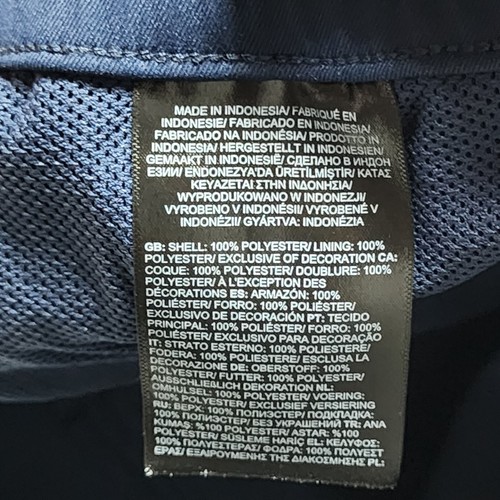 MADE IN INDONESIA/ FABRIQUÉ EN
INDONESIE/ FABRICADO EN INDONESIA/
FABRICADO NA INDONÉSIA/ PRODOTTO IN
INDONESIA/ HERGESTELLT IN INDONESIEN/
GEMAAKT IN INDONESIË/ СДЕЛАНО В ИНДОН
ЕЗИИ/ ENDONEZYA'DA ÜRETİLMİŞTİR/ ΚΑΤΑΣ
ΚΕΥΑΖΕΤΑΙ ΣΤΗΝ ΙΝΔΟΝΗΣΙΑ/
WYPRODUKOWANO W INDONEZJI/
VYROBENO V INDONÉSII/ VYROBENÉ V
INDONÉZII/ GYÁRTVA: INDONÉZIA
GB: SHELL: 100% POLYESTER/ LINING: 100%
POLYESTER/ EXCLUSIVE OF DECORATION CA:
COQUE: 100% POLYESTER/ DOUBLURE: 100%
POLYESTER/ À L'EXCEPTION DES
DÉCORATIONS ES: ARMAZÓN: 100%
POLIÉSTER/ FORRO: 100% POLIÉSTER/
EXCLUSIVO DE DECORACIÓN PT: TECIDO
PRINCIPAL: 100% POLIÉSTER/ FORRO: 100%
POLIÉSTER/ EXCLUSIVO PARA DECORAÇÃO
IT: STRATO ESTERNO: 100% POLIESTERE/
FODERA: 100% POLIESTERE/ ESCLUSA LA
DECORAZIONE DE: OBERSTOFF: 100%
POLYESTER/ FUTTER: 100% POLYESTER/
AUSSCHLIEẞLICH DEKORATION NL:
OMHULSEL: 100% POLYESTER/ VOERING:
100% POLYESTER/ EXCLUSIEF VERSIERING
RU: ВЕРХ: 100% ПОЛИЭСТЕР/ ПОДКЛАДКА:
100% ПОЛИЭСТЕР/ БЕЗ УКРАШЕНИЙ TR: ANA
KUMAŞ: %100 POLYESTER/ ASTAR: %100
POLYESTER/ SÜSLEME HARİÇ EL: ΚΕΛΥΦΟΣ:
100% ΠΟΛΥΕΣΤΕΡΑΣ/ ΦΟΔΡΑ: 100% ΠΟΛΥΕΣΤ
ΕΡΑΣ/ ΕΞΑΙΡΟΥΜΕΝΗΣ ΤΗΣ ΔΙΑΚΟΣΜΗΣΗΣ PL: